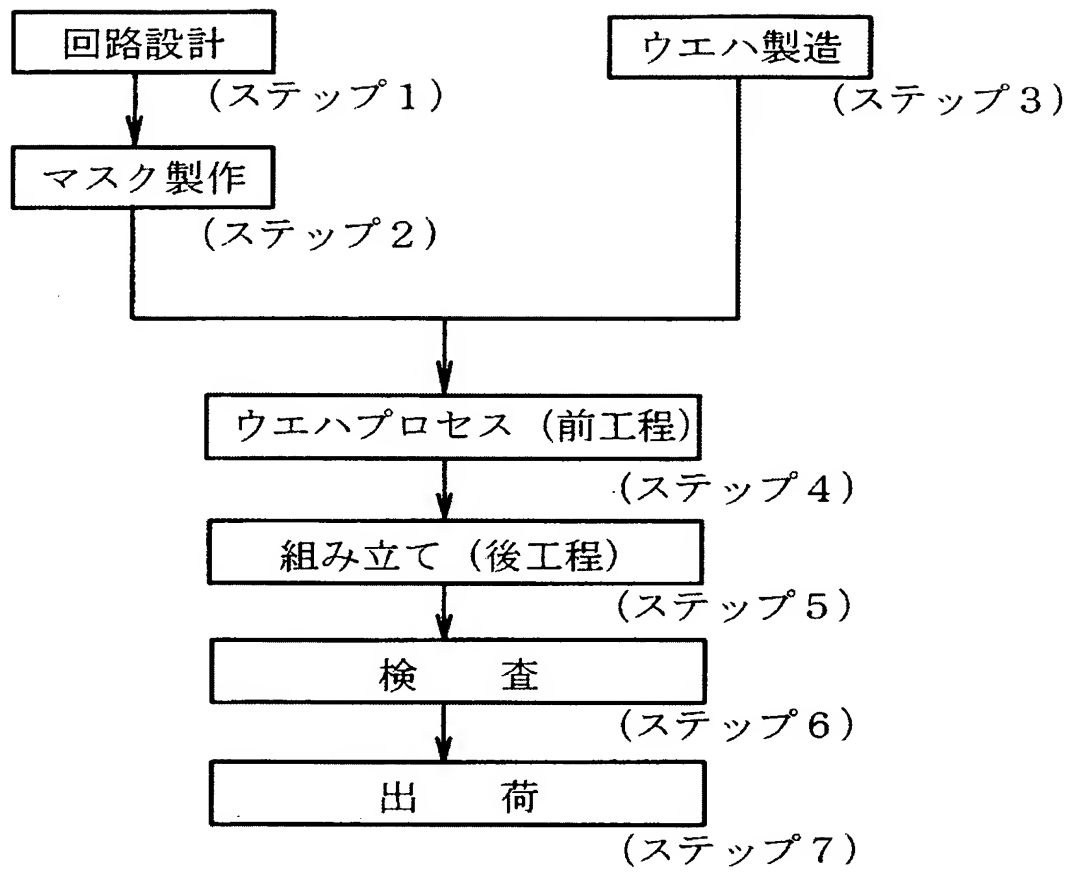 回路設計
(ステップ1)
マスク製作
(ステップ2)
ウエハ製造
(ステップ3)
ウエハプロセス(前工程)
(ステップ4)
組み立て(後工程)
(ステップ5)
検 査
(ステップ6)
出 荷
(ステップ7)